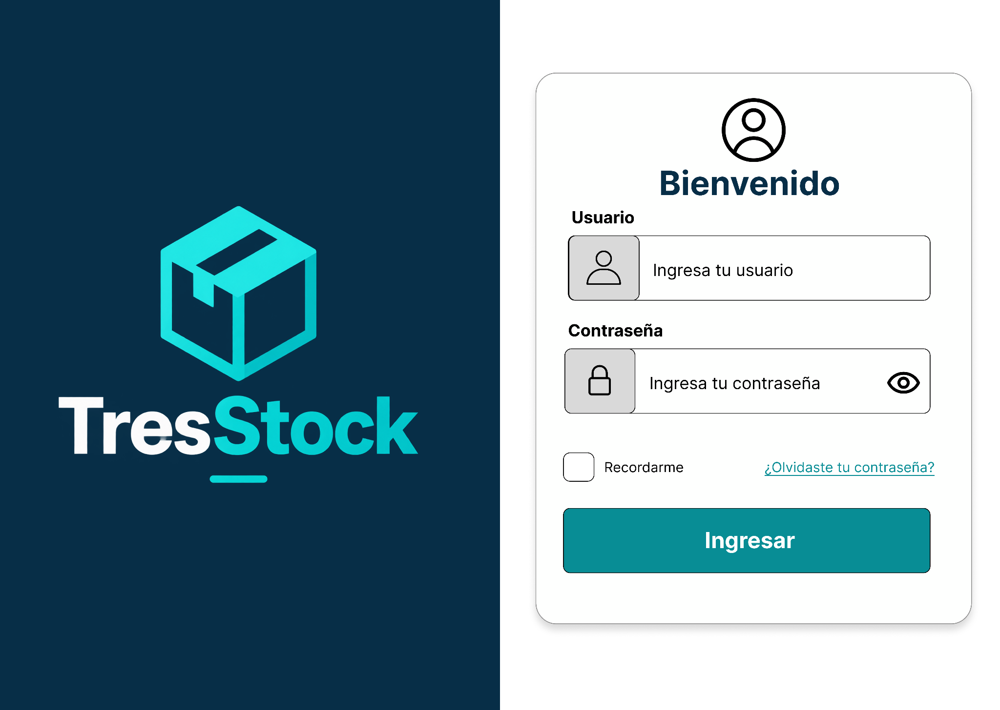 TresStock
Bienvenido
Usuario
Ingresa tu usuario
Contraseña
Ingresa tu contraseña
Recordarme
¿Olvidaste tu contraseña?
Ingresar